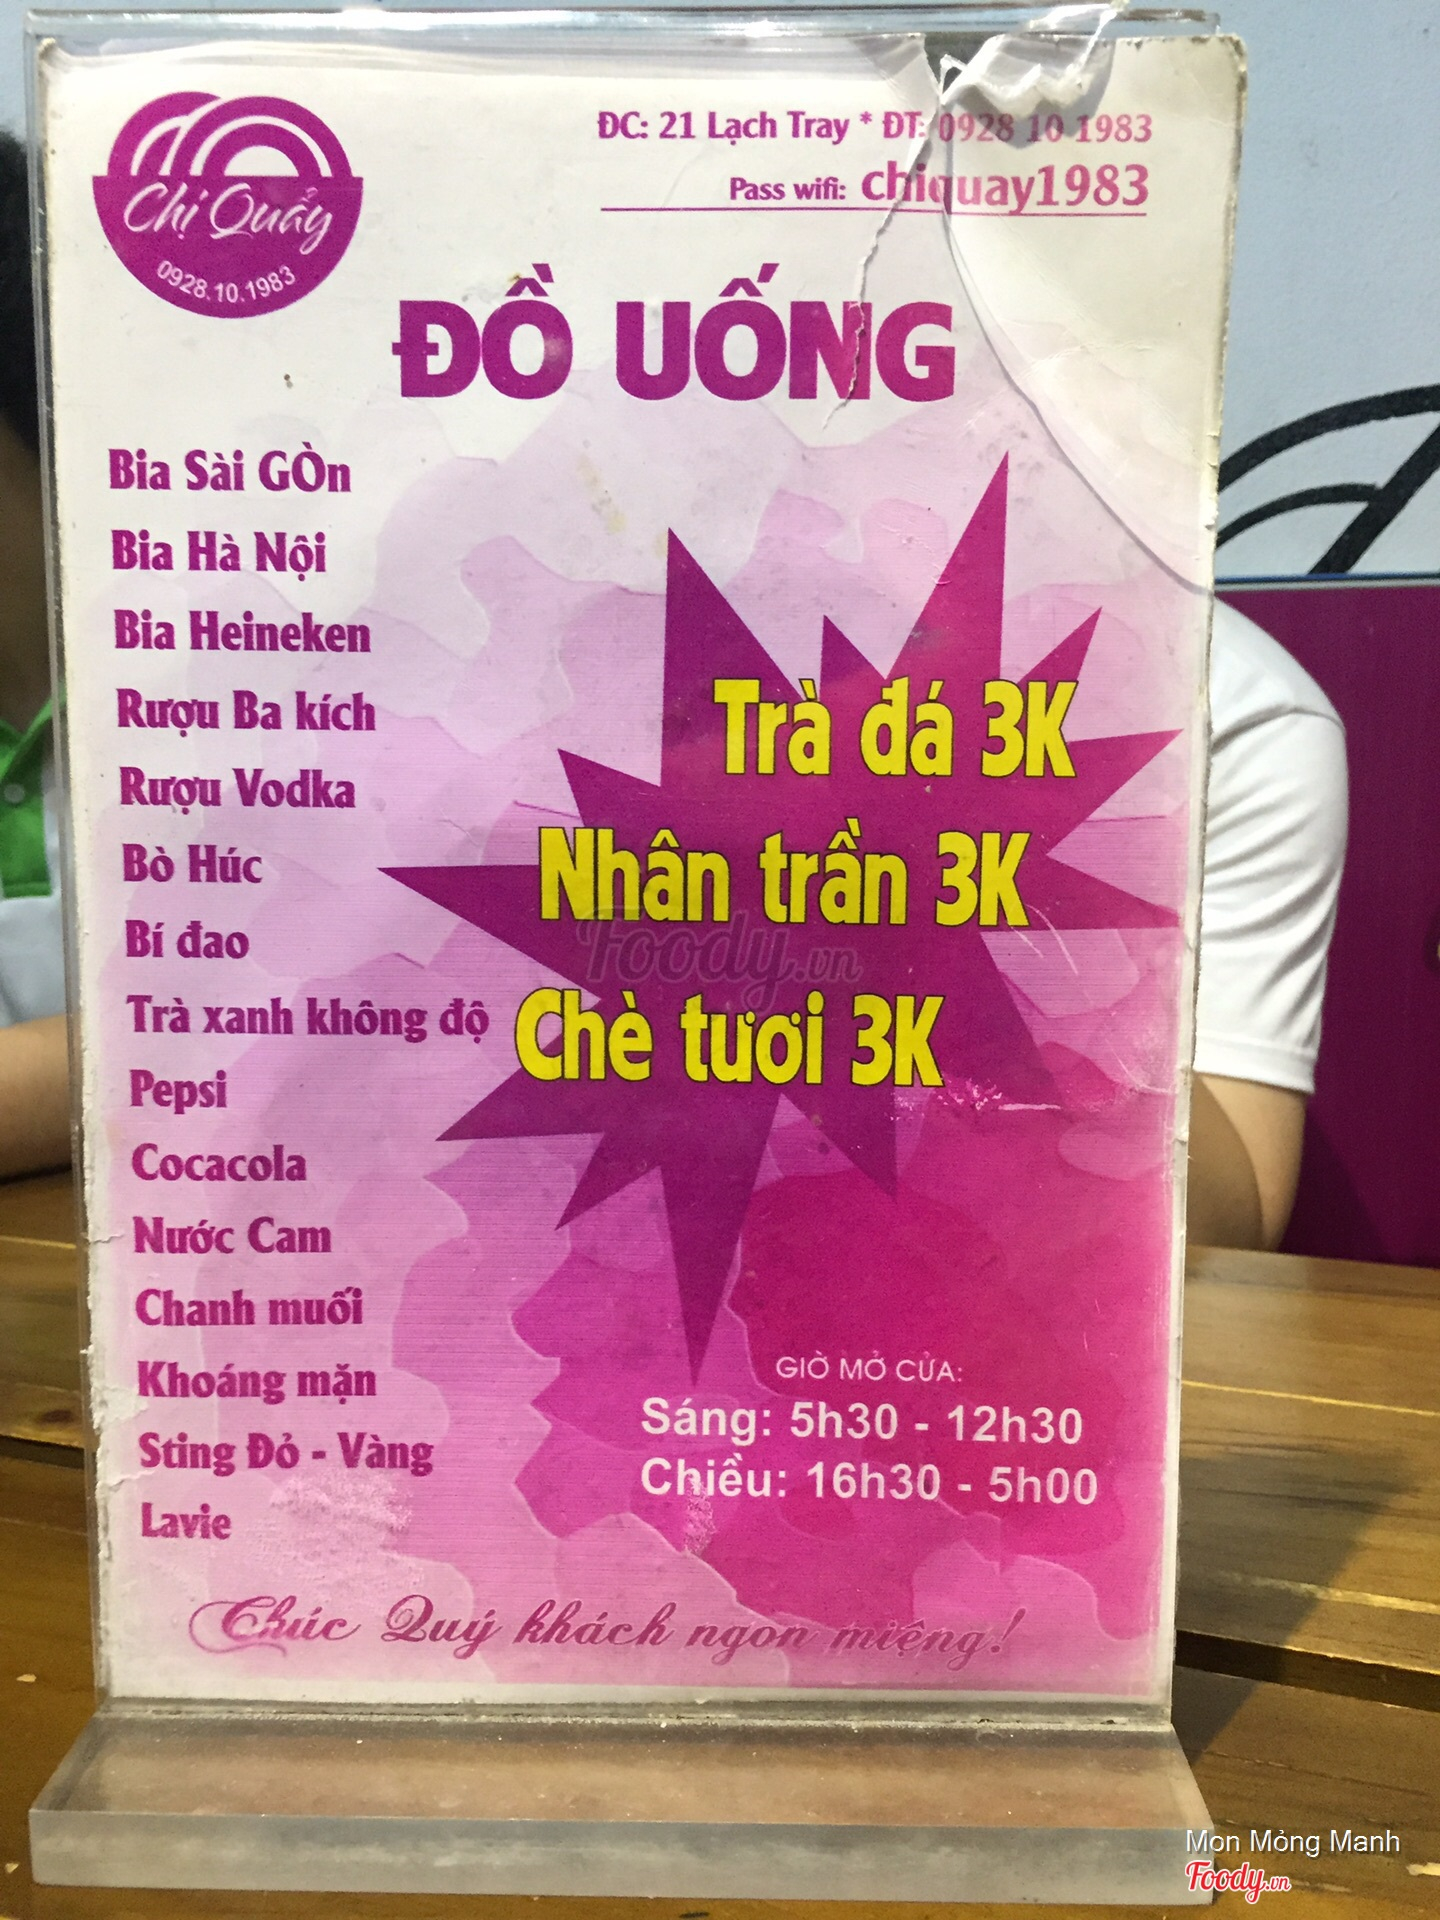 Chị Quẩy
0928.10.1983
ĐC: 21 Lạch Tray * ĐT: 0928 10 1983
Pass wifi: chiquay1983
ĐỒ UỐNG
Bia Sài GÒn
Bia Hà Nội
Bia Heineken
Rượu Ba kích
Rượu Vodka
Bò Húc
Bí đao
Trà xanh không độ
Pepsi
Cocacola
Nước Cam
Chanh muối
Khoáng mặn
Sting Đỏ - Vàng
Lavie
Trà đá 3K
Nhân trần 3K
Foody.vn
Chè tươi 3K
GIỜ MỞ CỬA:
Sáng: 5h30 - 12h30
Chiều: 16h30 - 5h00
Chúc Quý khách ngon miệng!
Mon Mỏng Manh
Foody.vn